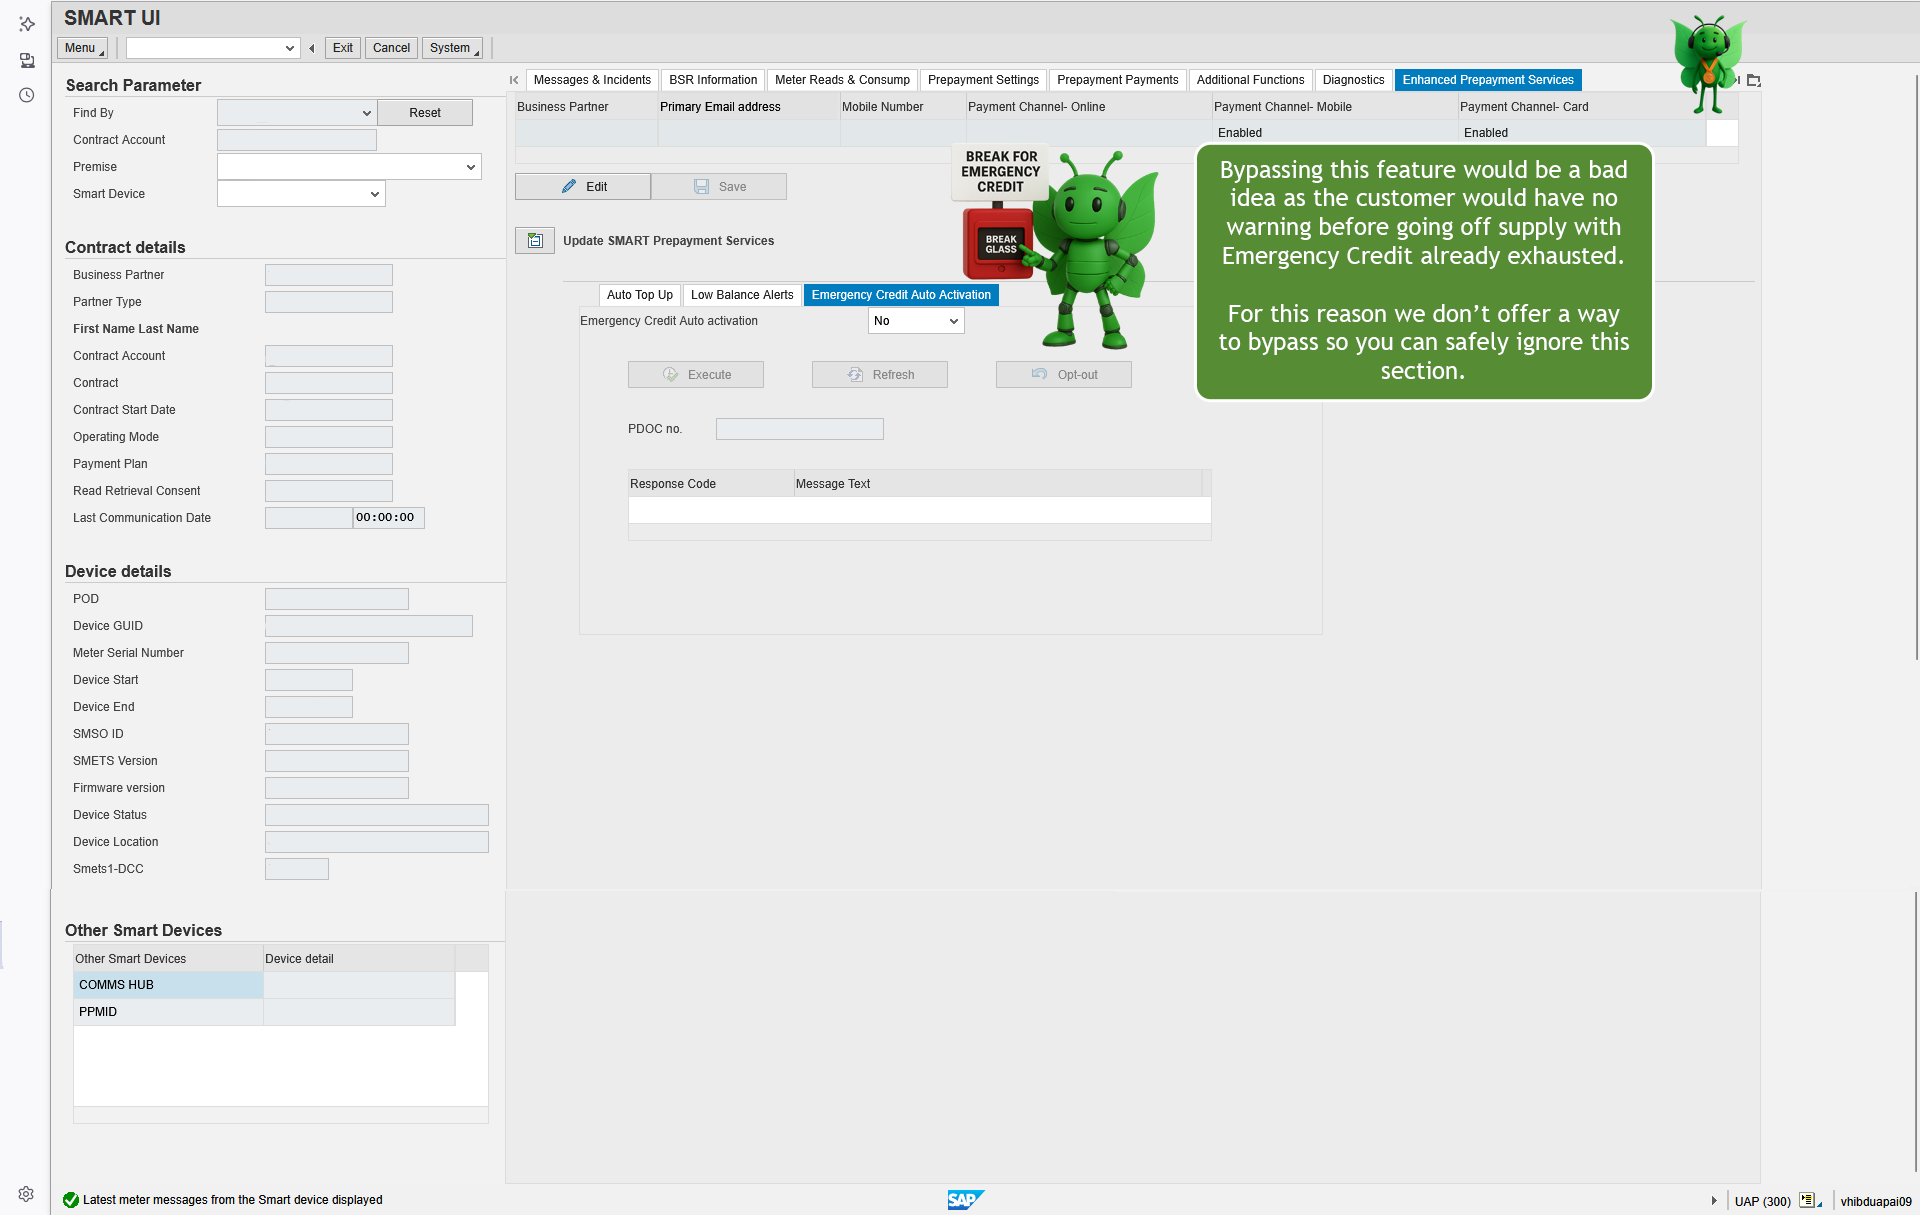 SMART UI
Menu
Exit
Cancel
System
Search Parameter
Find By
Reset
Contract Account
Premise
Smart Device
Contract details
Business Partner
Partner Type
First Name Last Name
Contract Account
Contract
Contract Start Date
Operating Mode
Payment Plan
Read Retrieval Consent
Last Communication Date 00:00:00
Device details
POD
Device GUID
Meter Serial Number
Device Start
Device End
SMSO ID
SMETS Version
Firmware version
Device Status
Device Location
Smets1-DCC
Other Smart Devices
Other Smart Devices Device detail
COMMS HUB
PPMID
Messages & Incidents BSR Information Meter Reads & Consump Prepayment Settings Prepayment Payments Additional Functions Diagnostics Enhanced Prepayment Services
Business Partner Primary Email address Mobile Number Payment Channel- Online Payment Channel- Mobile Payment Channel- Card
Enabled Enabled
Edit Save
Update SMART Prepayment Services
BREAK FOR
EMERGENCY
CREDIT
BREAK
GLASS
Bypassing this feature would be a bad
idea as the customer would have no
warning before going off supply with
Emergency Credit already exhausted.
For this reason we don’t offer a way
to bypass so you can safely ignore this
section.
Auto Top Up Low Balance Alerts Emergency Credit Auto Activation
Emergency Credit Auto activation No
Execute Refresh Opt-out
PDOC no.
Response Code Message Text
Latest meter messages from the Smart device displayed
SAP
UAP (300)
vhibduapai09